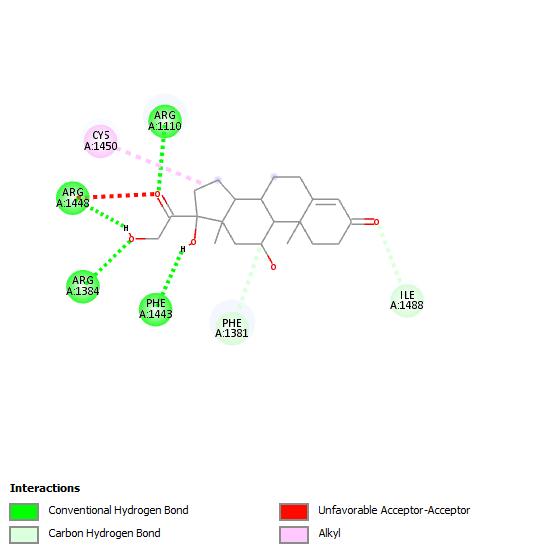 ARG
A:1110
CYS
A:1450
ARG
A:1448
O
H
O
ARG
A:1384
H
O
PHE
A:1443
O
O
PHE
A:1381
ILE
A:1488
Interactions
Conventional Hydrogen Bond
Unfavorable Acceptor-Acceptor
Carbon Hydrogen Bond
Alkyl